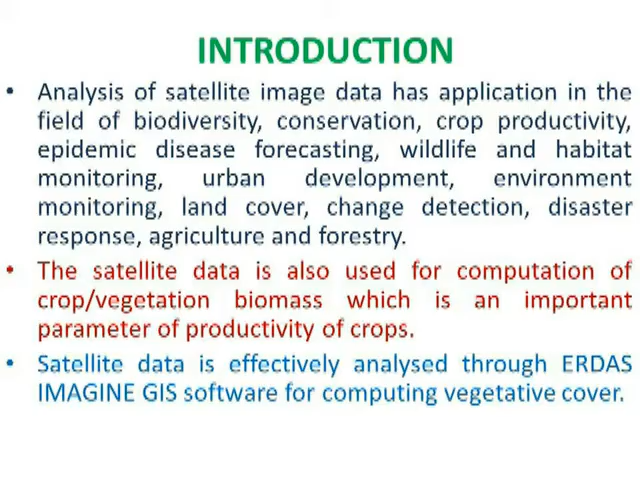 INTRODUCTION
• Analysis of satellite image data has application in the
field of biodiversity, conservation, crop productivity,
epidemic disease forecasting, wildlife and habitat
monitoring, urban development, environment
monitoring, land cover, change detection, disaster
response, agriculture and forestry.
• The satellite data is also used for computation of
crop/vegetation biomass which is an important
parameter of productivity of crops.
• Satellite data is effectively analysed through ERDAS
IMAGINE GIS software for computing vegetative cover.